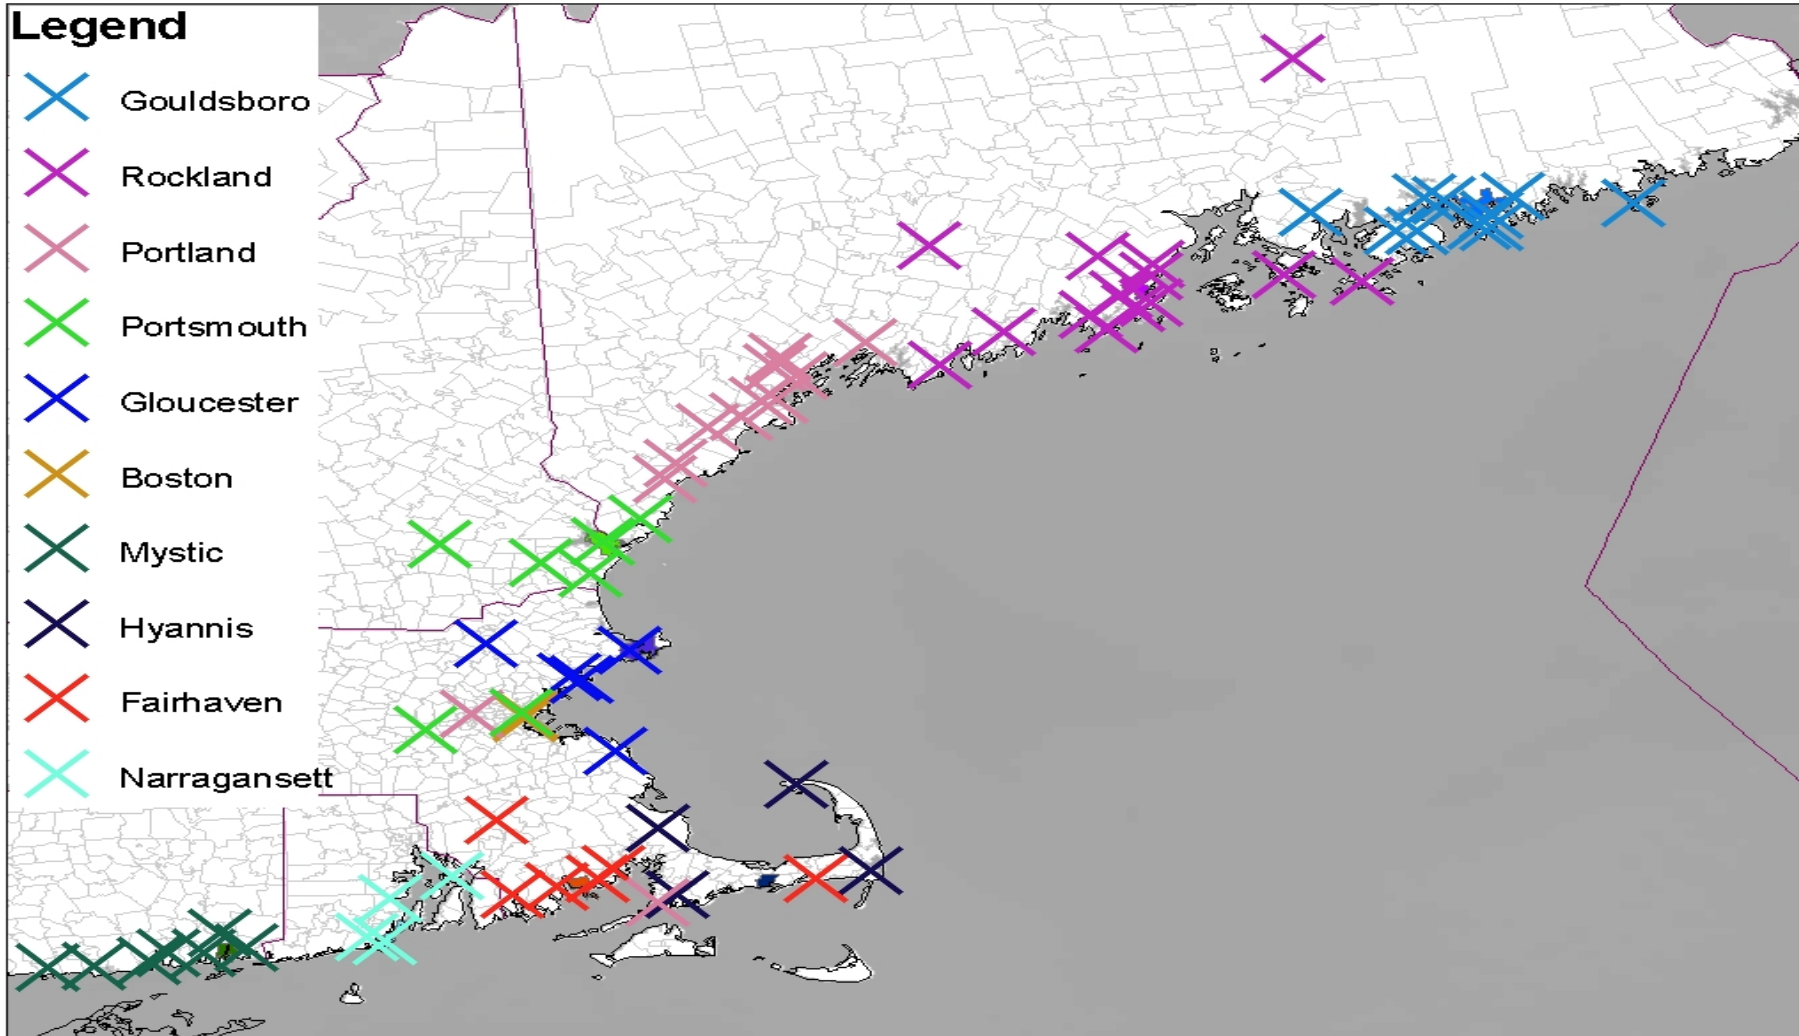 Legend
Gouldsboro
Rockland
Portland
Portsmouth
Gloucester
Boston
Mystic
Hyannis
Fairhaven
Narragansett